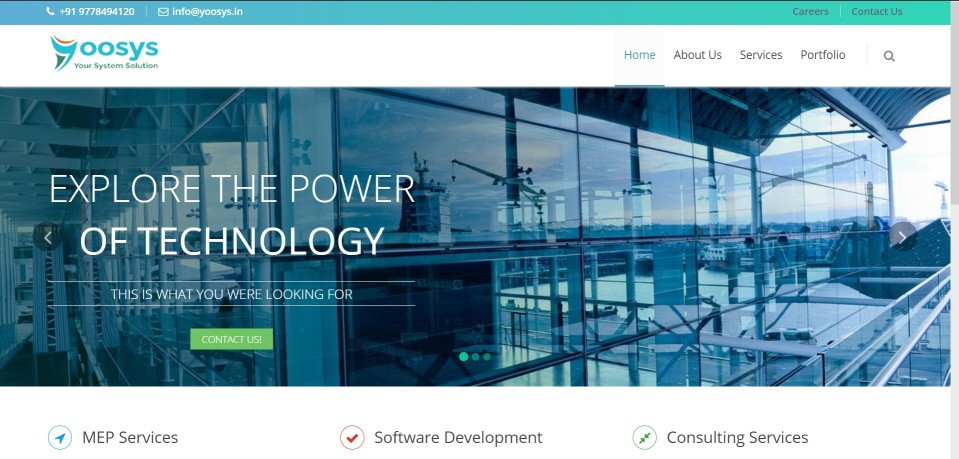 +91 9778494120
info@yoosys.in
Careers
Contact Us
Yoosys
Your System Solution
Home
About Us
Services
Portfolio
EXPLORE THE POWER
OF TECHNOLOGY
THIS IS WHAT YOU WERE LOOKING FOR
CONTACT US!
MEP Services
Software Development
Consulting Services